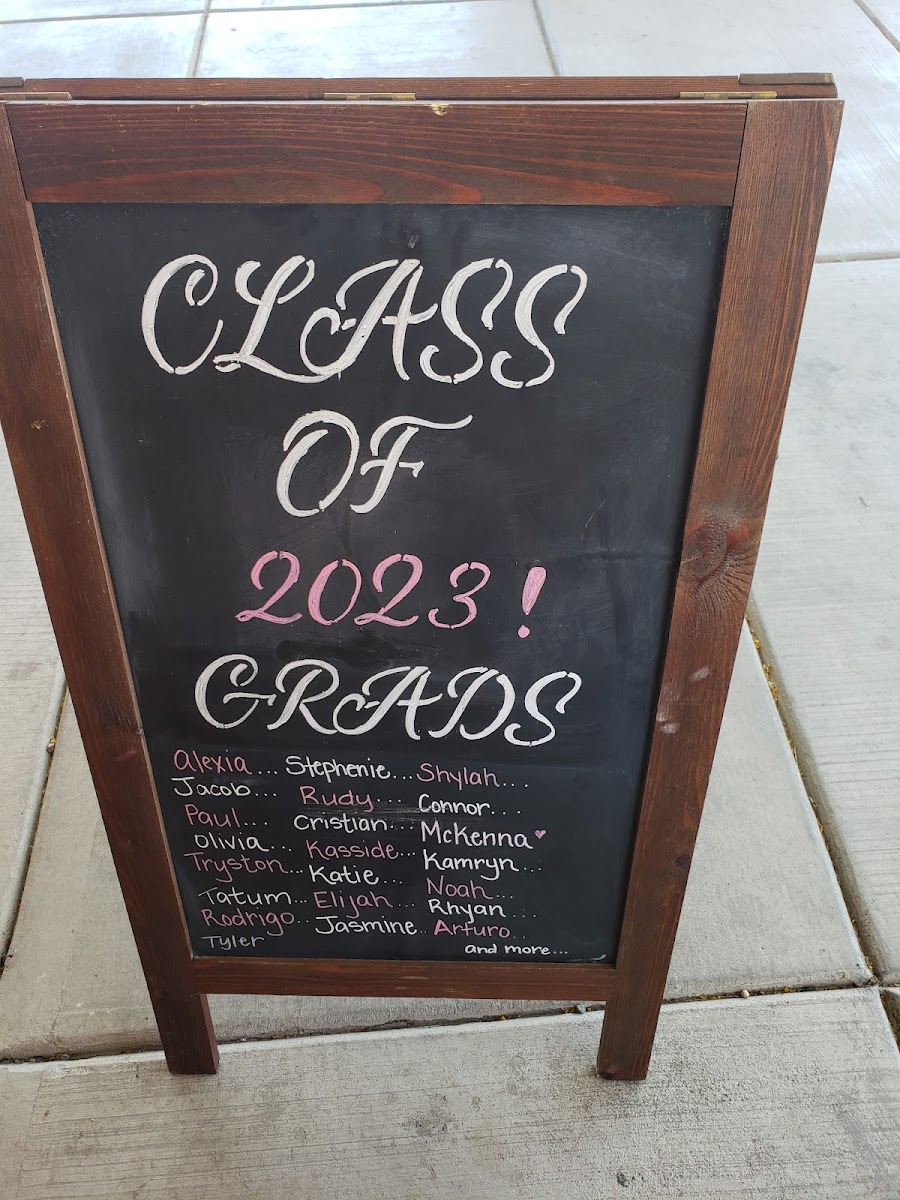 CLASS
OF
2023!
GRADS
Alexia... Stephenie... Shylah...
Jacob... Rudy... Connor...
Paul... Cristian... McKenna♥
Olivia... Kasside... Kamryn...
Tryston... Katie... Noah...
Tatum... Elijah... Rhyan....
Rodrigo... Jasmine.. Arturo..
Tyler and more...